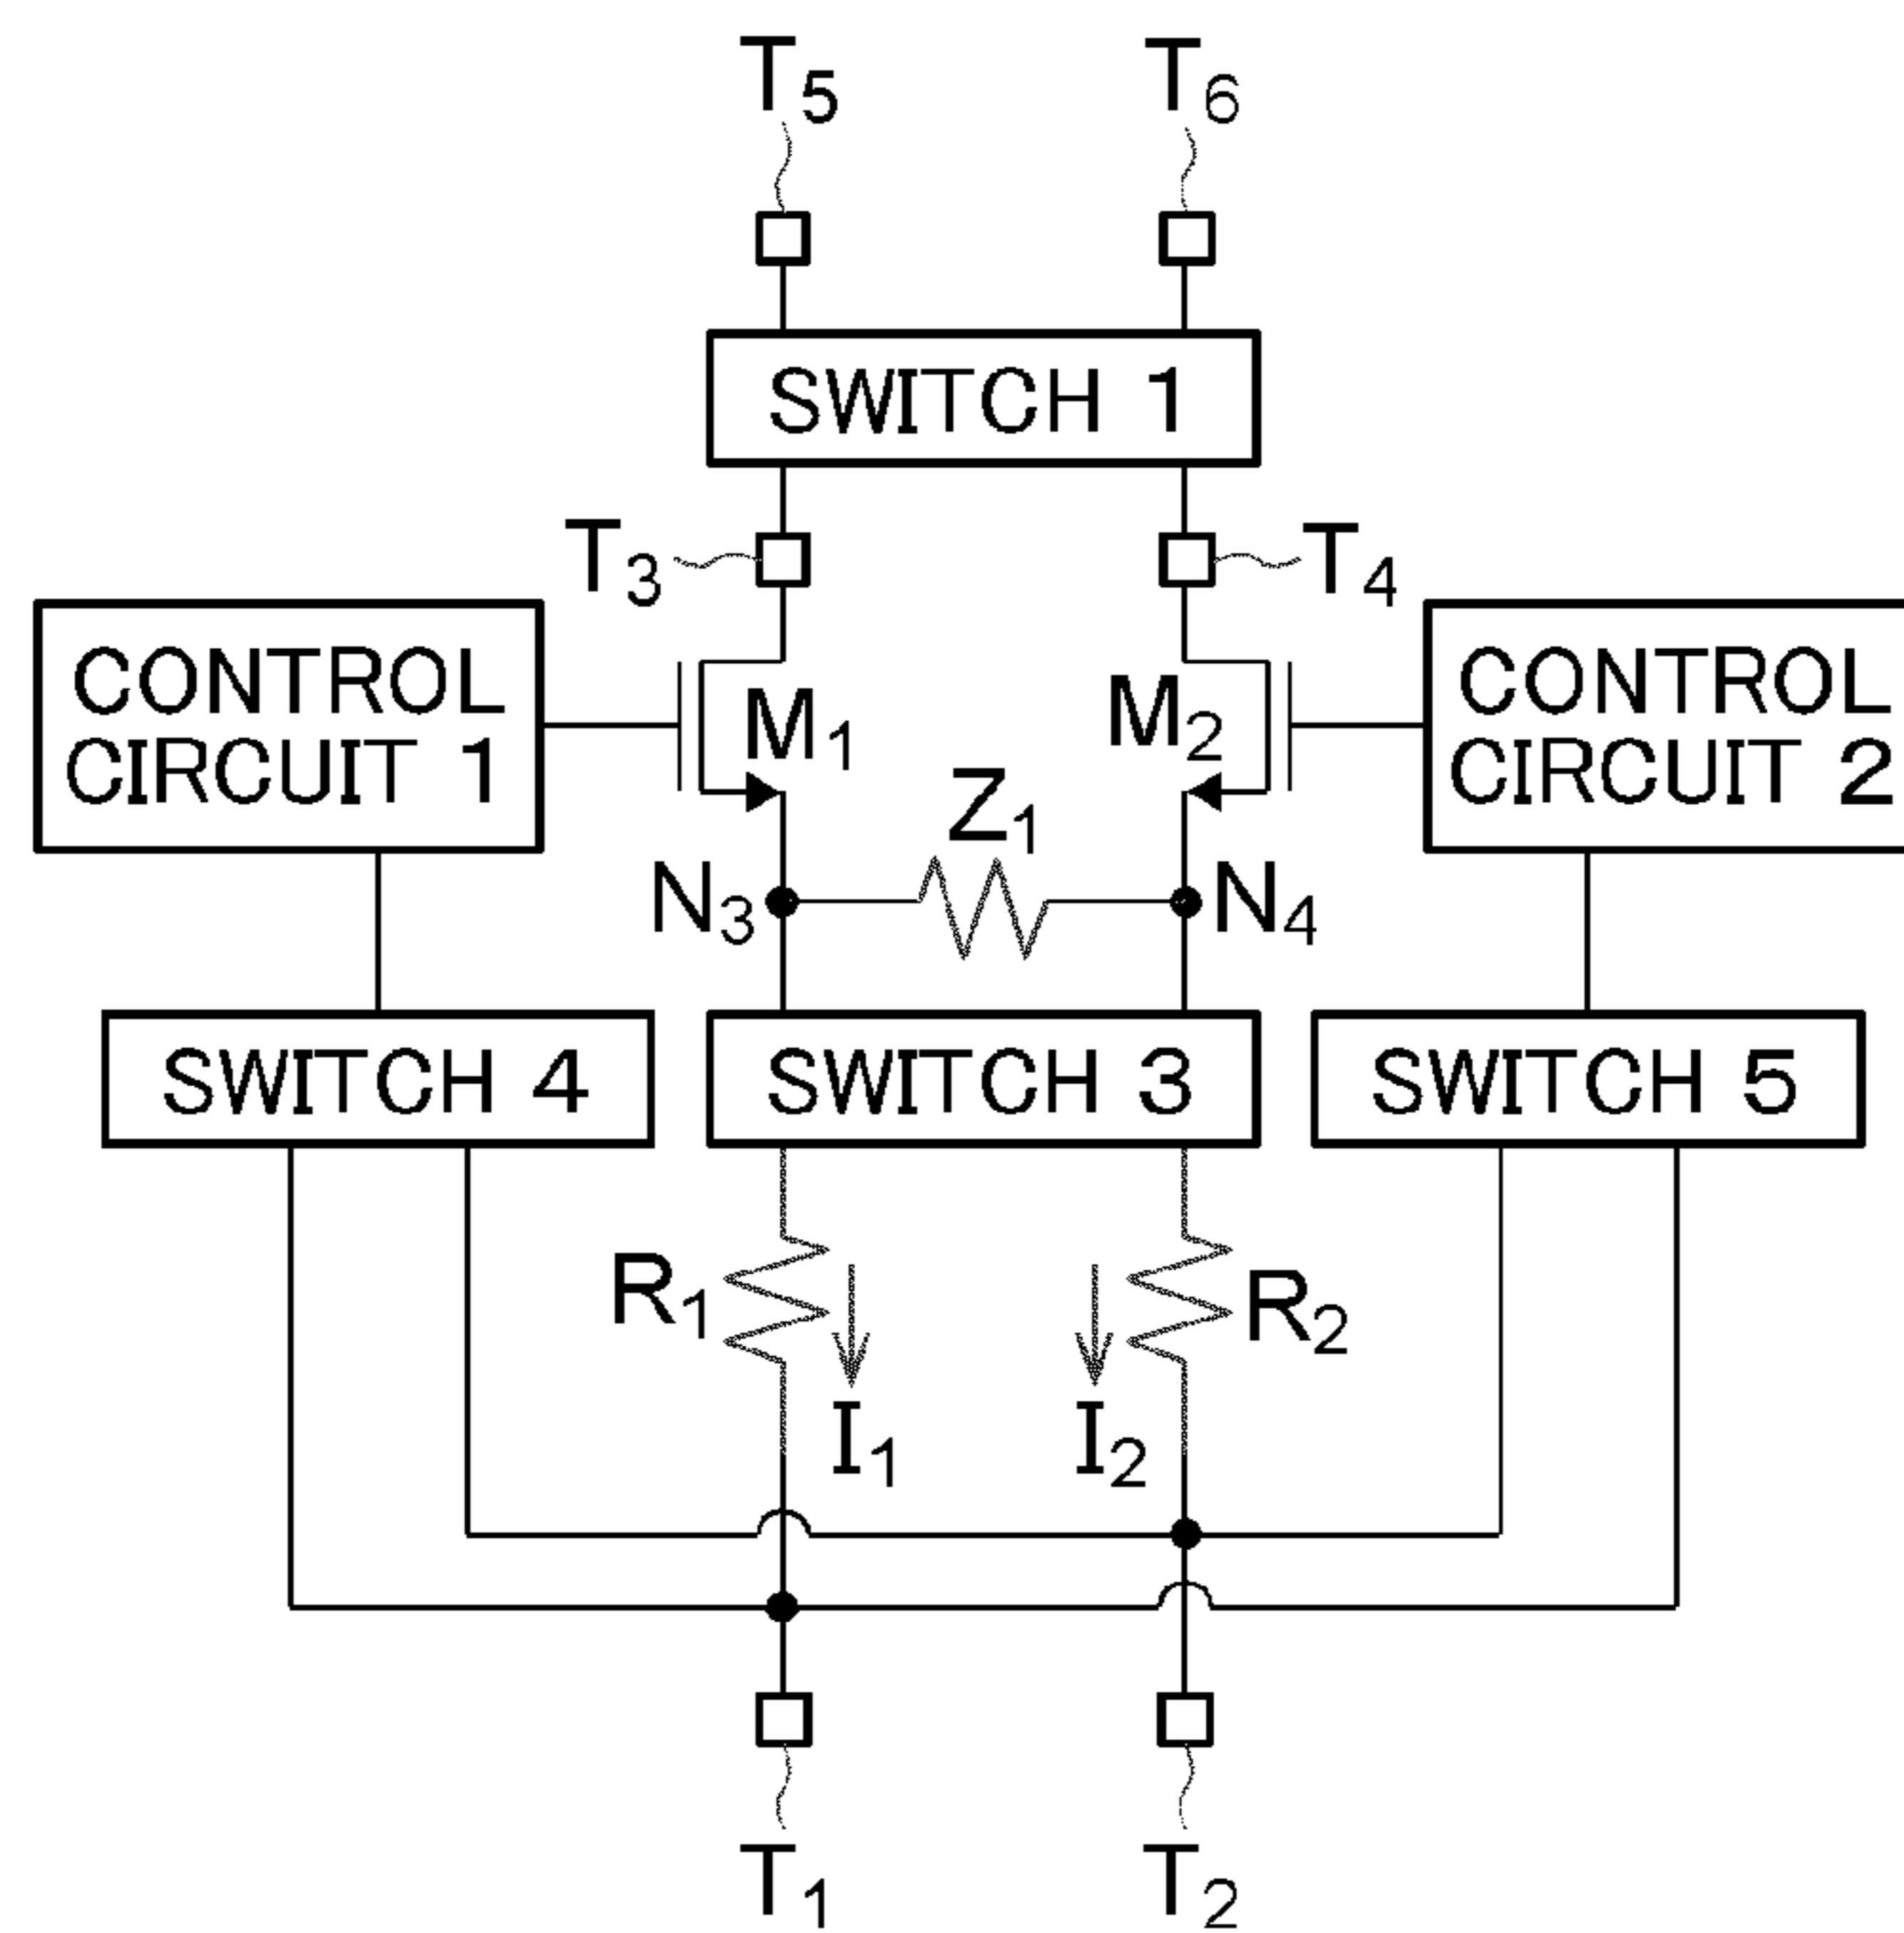 T5 T6
SWITCH 1
T3 T4
CONTROL
CIRCUIT 1
M1 M2
CONTROL
CIRCUIT 2
Z1
N3 N4
SWITCH 4 SWITCH 3 SWITCH 5
R1 R2
I1 I2
T1 T2